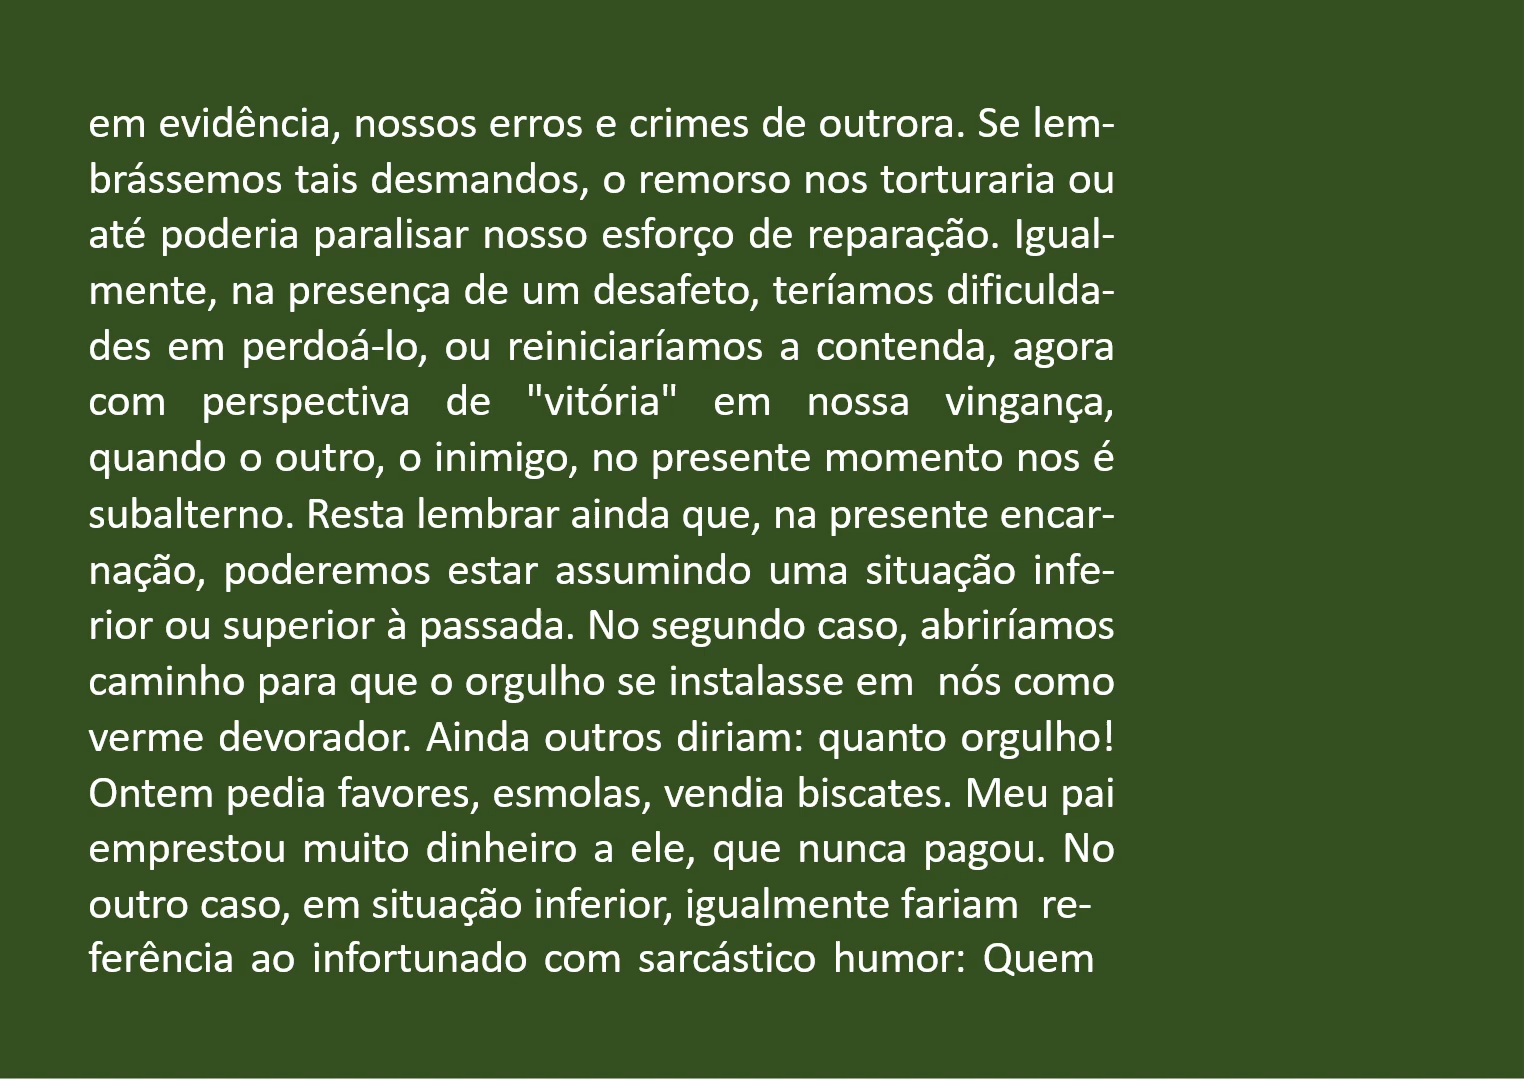 em evidência, nossos erros e crimes de outrora. Se lem-
brássemos tais desmandos, o remorso nos torturaria ou
até poderia paralisar nosso esforço de reparação. Igual-
mente, na presença de um desafeto, teríamos dificulda-
des em perdoá-lo, ou reiniciaríamos a contenda, agora
com perspectiva de "vitória" em nossa vingança,
quando o outro, o inimigo, no presente momento nos é
subalterno. Resta lembrar ainda que, na presente encar-
nação, poderemos estar assumindo uma situação infe-
rior ou superior à passada. No segundo caso, abriríamos
caminho para que o orgulho se instalasse em nós como
verme devorador. Ainda outros diriam: quanto orgulho!
Ontem pedia favores, esmolas, vendia biscates. Meu pai
emprestou muito dinheiro a ele, que nunca pagou. No
outro caso, em situação inferior, igualmente fariam re-
ferência ao infortunado com sarcástico humor: Quem